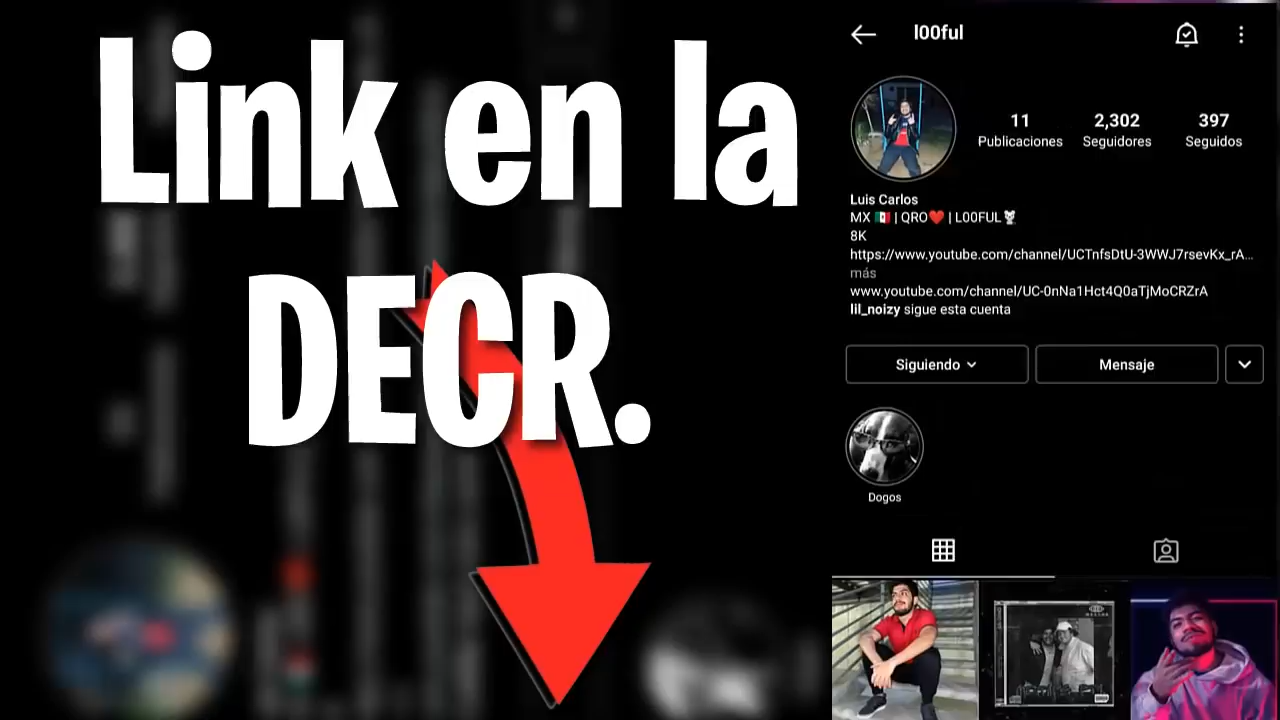 Link en la
DECR.
l00ful
11
Publicaciones
2,302
Seguidores
397
Seguidos
Luis Carlos
MX 🇲🇽 | QRO❤️ | L00FUL
8K
https://www.youtube.com/channel/UCTnfsDtU-3WWJ7rsevKx_rA...
más
www.youtube.com/channel/UC-0nNa1Hct4Q0aTjMoCRZrA
lil_noizy sigue esta cuenta
Siguiendo
Mensaje
Dogos